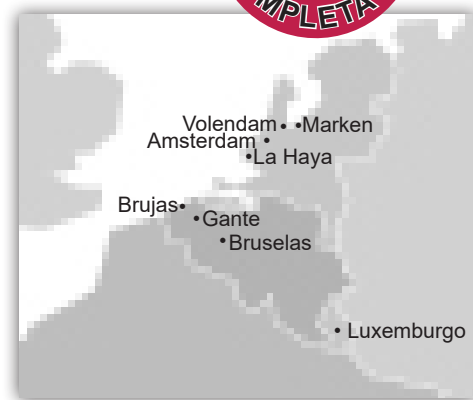 MPLETA
Volendam
Marken
Amsterdam
La Haya
Brujas
Gante
Bruselas
Luxemburgo